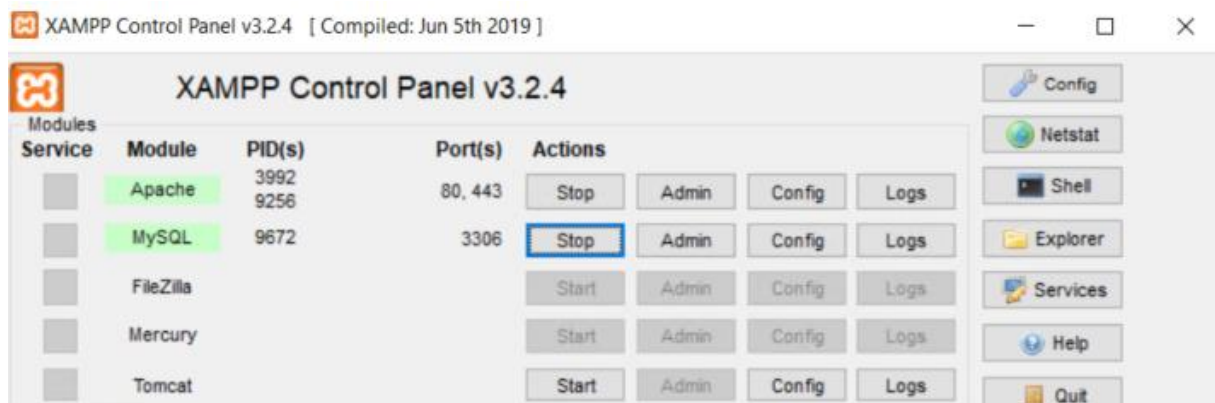 XAMPP Control Panel v3.2.4 [ Compiled: Jun 5th 2019 ]
XAMPP Control Panel v3.2.4
Config
Modules
Netstat
Service Module PID(s) Port(s) Actions
Apache 3992 9256 80, 443 Stop Admin Config Logs
Shell
MySQL 9672 3306 Stop Admin Config Logs
Explorer
FileZilla Start Admin Config Logs
Services
Mercury Start Admin Config Logs
Help
Tomcat Start Admin Config Logs
Quit